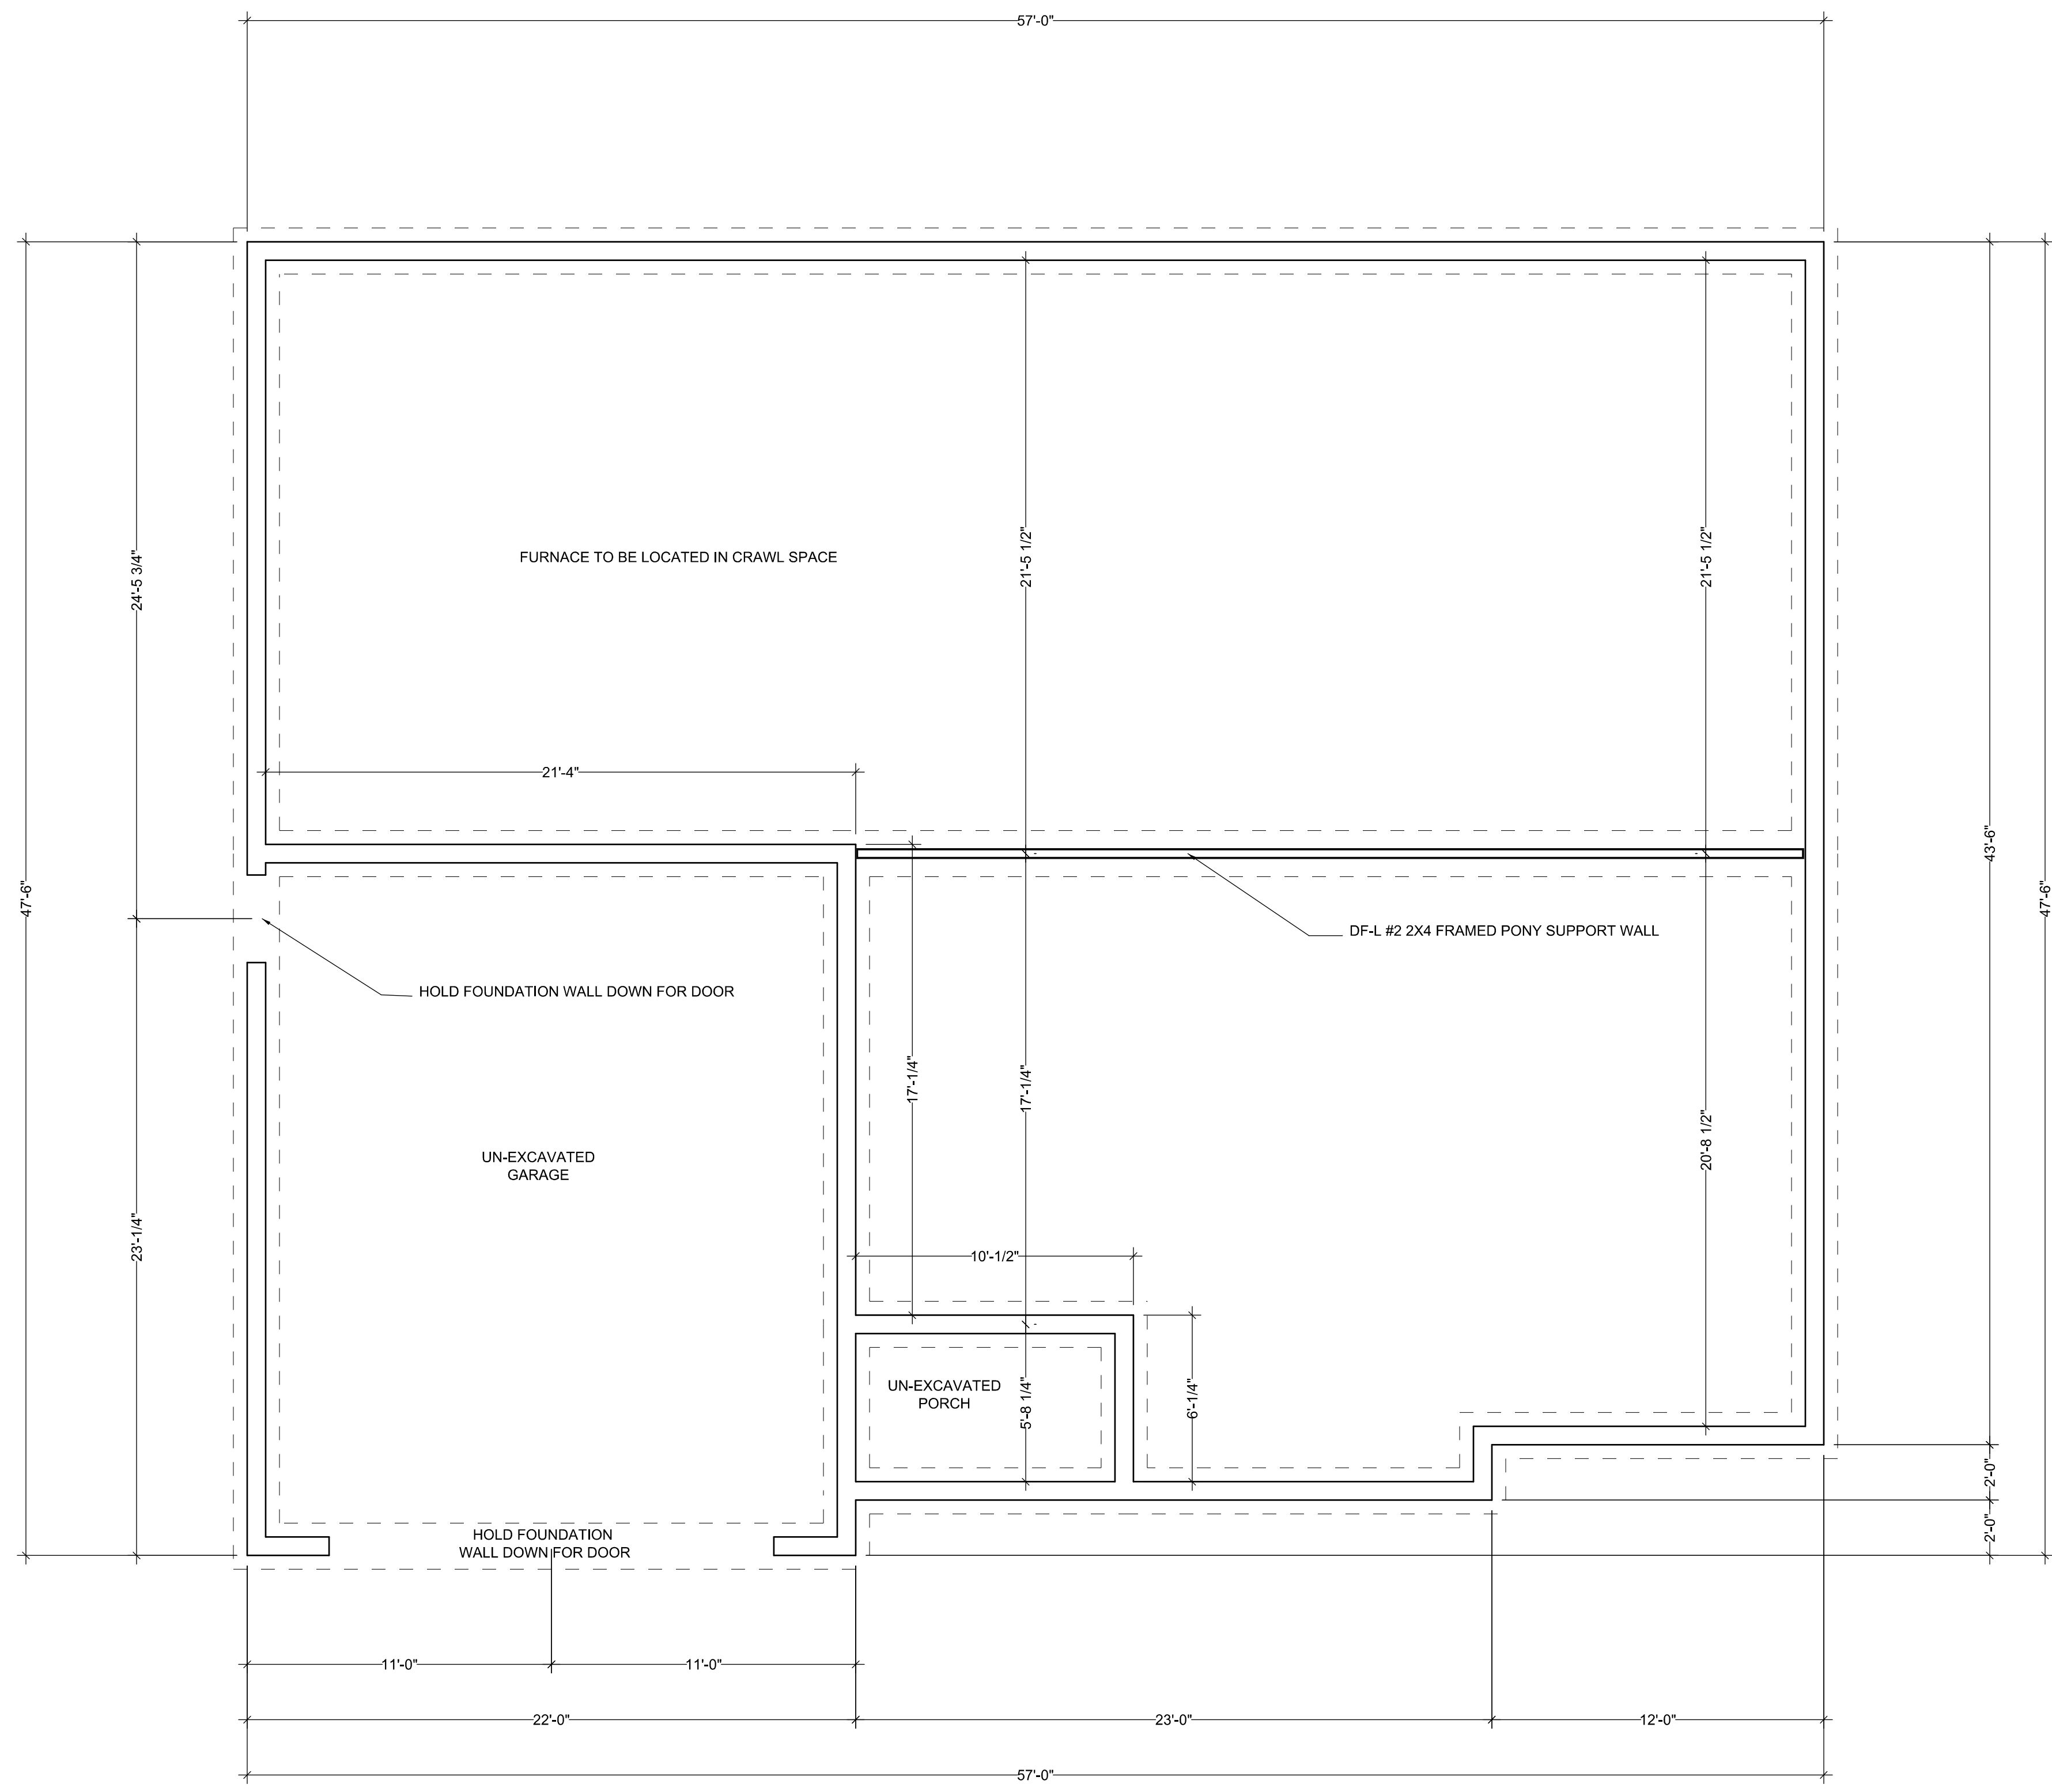 57'-0"
21'-5 1/2"
21'-5 1/2"
24'-5 3/4"
FURNACE TO BE LOCATED IN CRAWL SPACE
21'-4"
43'-6"
47'-6"
47'-6"
DF-L #2 2X4 FRAMED PONY SUPPORT WALL
HOLD FOUNDATION WALL DOWN FOR DOOR
17'-1/4"
17'-1/4"
20'-8 1/2"
UN-EXCAVATED
GARAGE
23'-1/4"
10'-1/2"
UN-EXCAVATED
PORCH
5'-8 1/4"
6'-1/4"
2'-0"
2'-0"
HOLD FOUNDATION
WALL DOWN FOR DOOR
11'-0"
11'-0"
22'-0"
23'-0"
12'-0"
57'-0"